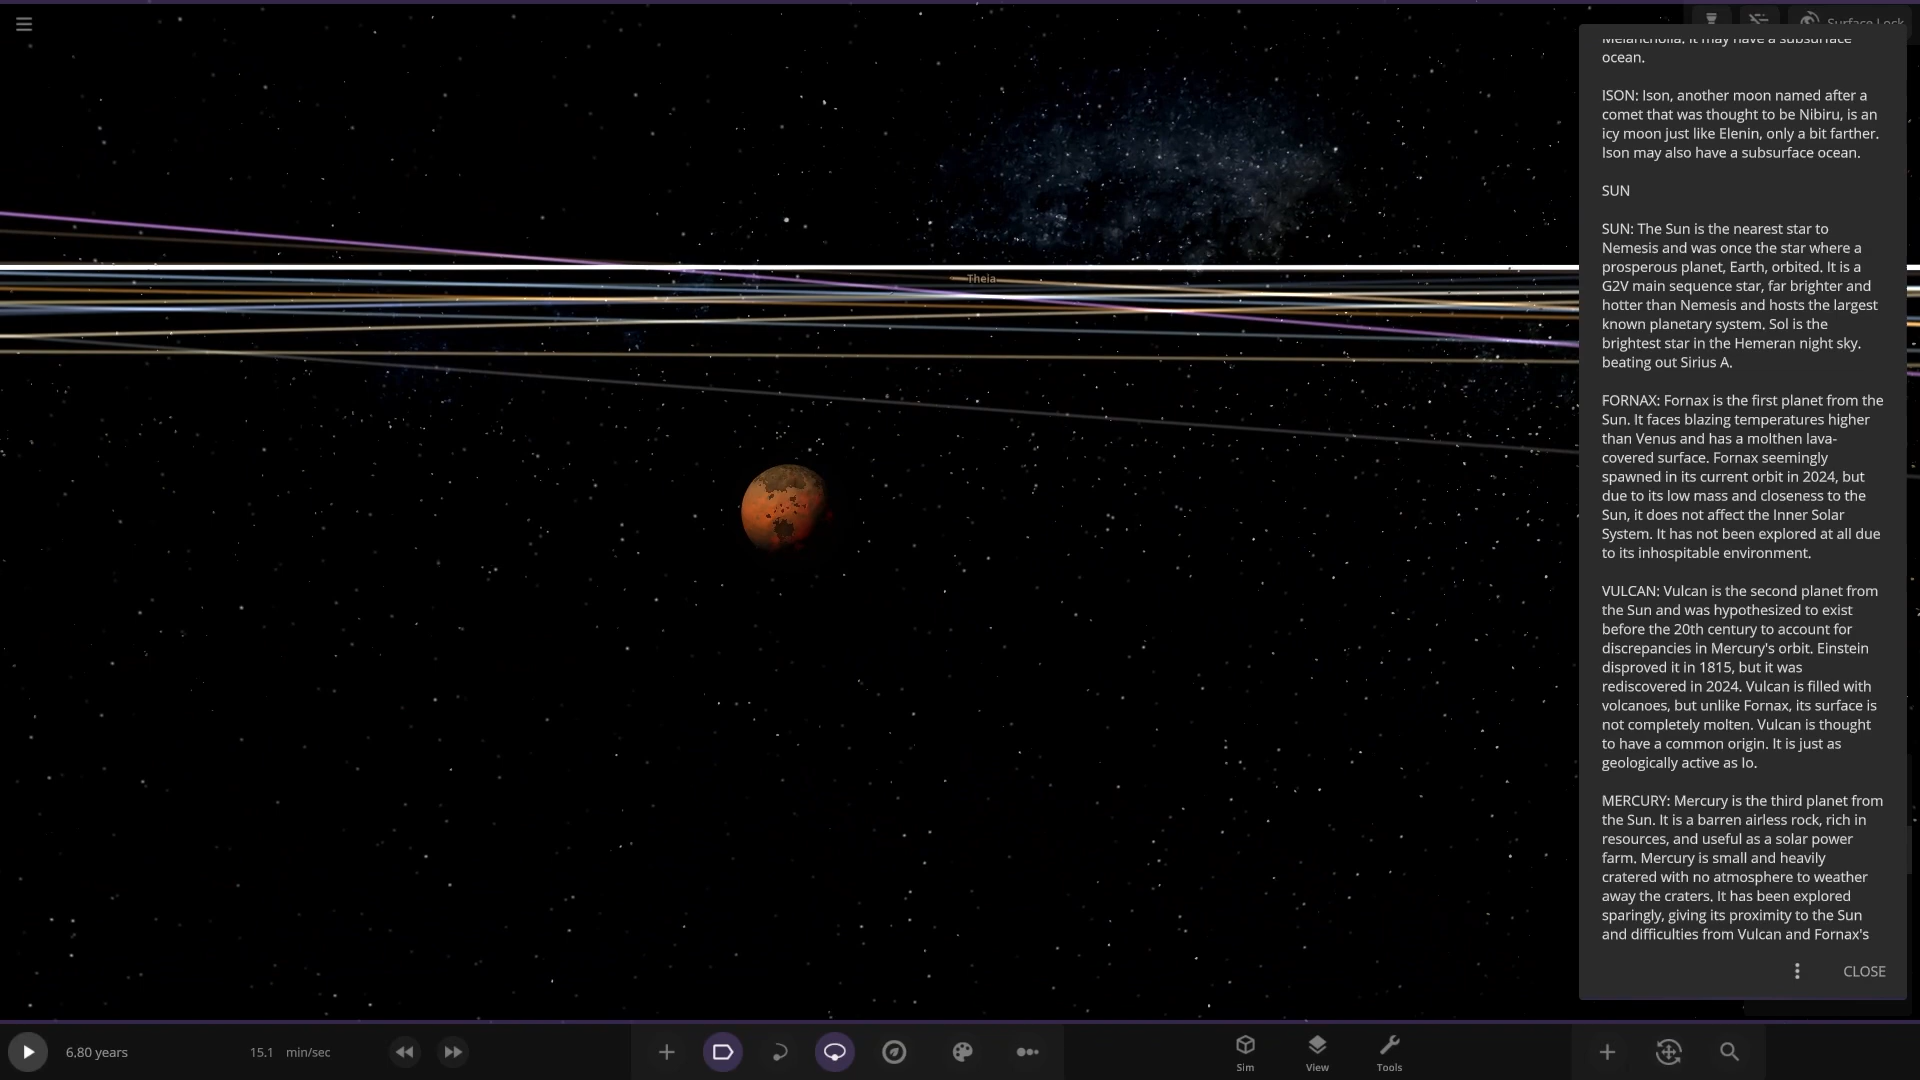 Surface Lock
Melancholia, it may have a subsurface
ocean.
ISON: Ison, another moon named after a
comet that was thought to be Nibiru, is an
icy moon just like Elenin, only a bit farther.
Ison may also have a subsurface ocean.
SUN
SUN: The Sun is the nearest star to
Nemesis and was once the star where a
prosperous planet, Earth, orbited. It is a
G2V main sequence star, far brighter and
hotter than Nemesis and hosts the largest
known planetary system. Sol is the
brightest star in the Hemeran night sky.
beating out Sirius A.
FORNAX: Fornax is the first planet from the
Sun. It faces blazing temperatures higher
than Venus and has a molthen lava-
covered surface. Fornax seemingly
spawned in its current orbit in 2024, but
due to its low mass and closeness to the
Sun, it does not affect the Inner Solar
System. It has not been explored at all due
to its inhospitable environment.
VULCAN: Vulcan is the second planet from
the Sun and was hypothesized to exist
before the 20th century to account for
discrepancies in Mercury's orbit. Einstein
disproved it in 1815, but it was
rediscovered in 2024. Vulcan is filled with
volcanoes, but unlike Fornax, its surface is
not completely molten. Vulcan is thought
to have a common origin. It is just as
geologically active as Io.
MERCURY: Mercury is the third planet from
the Sun. It is a barren airless rock, rich in
resources, and useful as a solar power
farm. Mercury is small and heavily
cratered with no atmosphere to weather
away the craters. It has been explored
sparingly, giving its proximity to the Sun
and difficulties from Vulcan and Fornax's
CLOSE
Theia
6.80 years
15.1 min/sec
Sim
View
Tools